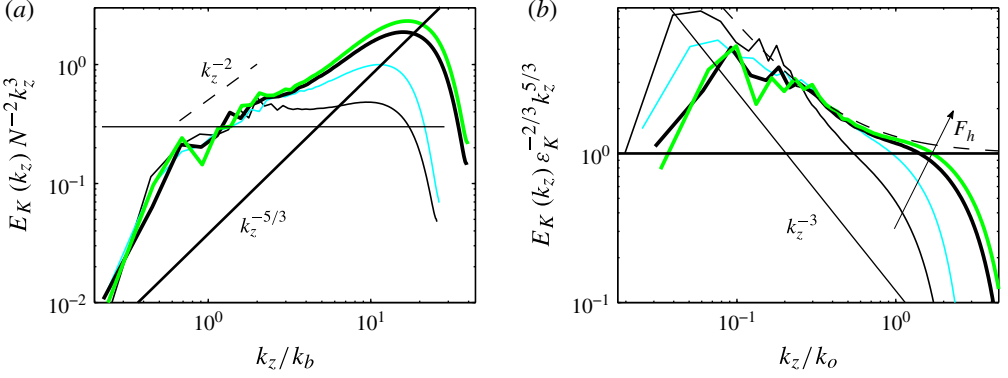 (a)
E_K (k_z) N^{-2} k_z^3
10^0
10^{-1}
10^{-2}
k_z^{-2}
k_z^{-5/3}
10^0
10^1
k_z/k_b
(b)
E_K (k_z) ε_K^{-2/3} k_z^{5/3}
10^0
10^{-1}
F_h
k_z^{-3}
10^{-1}
10^0
k_z/k_o